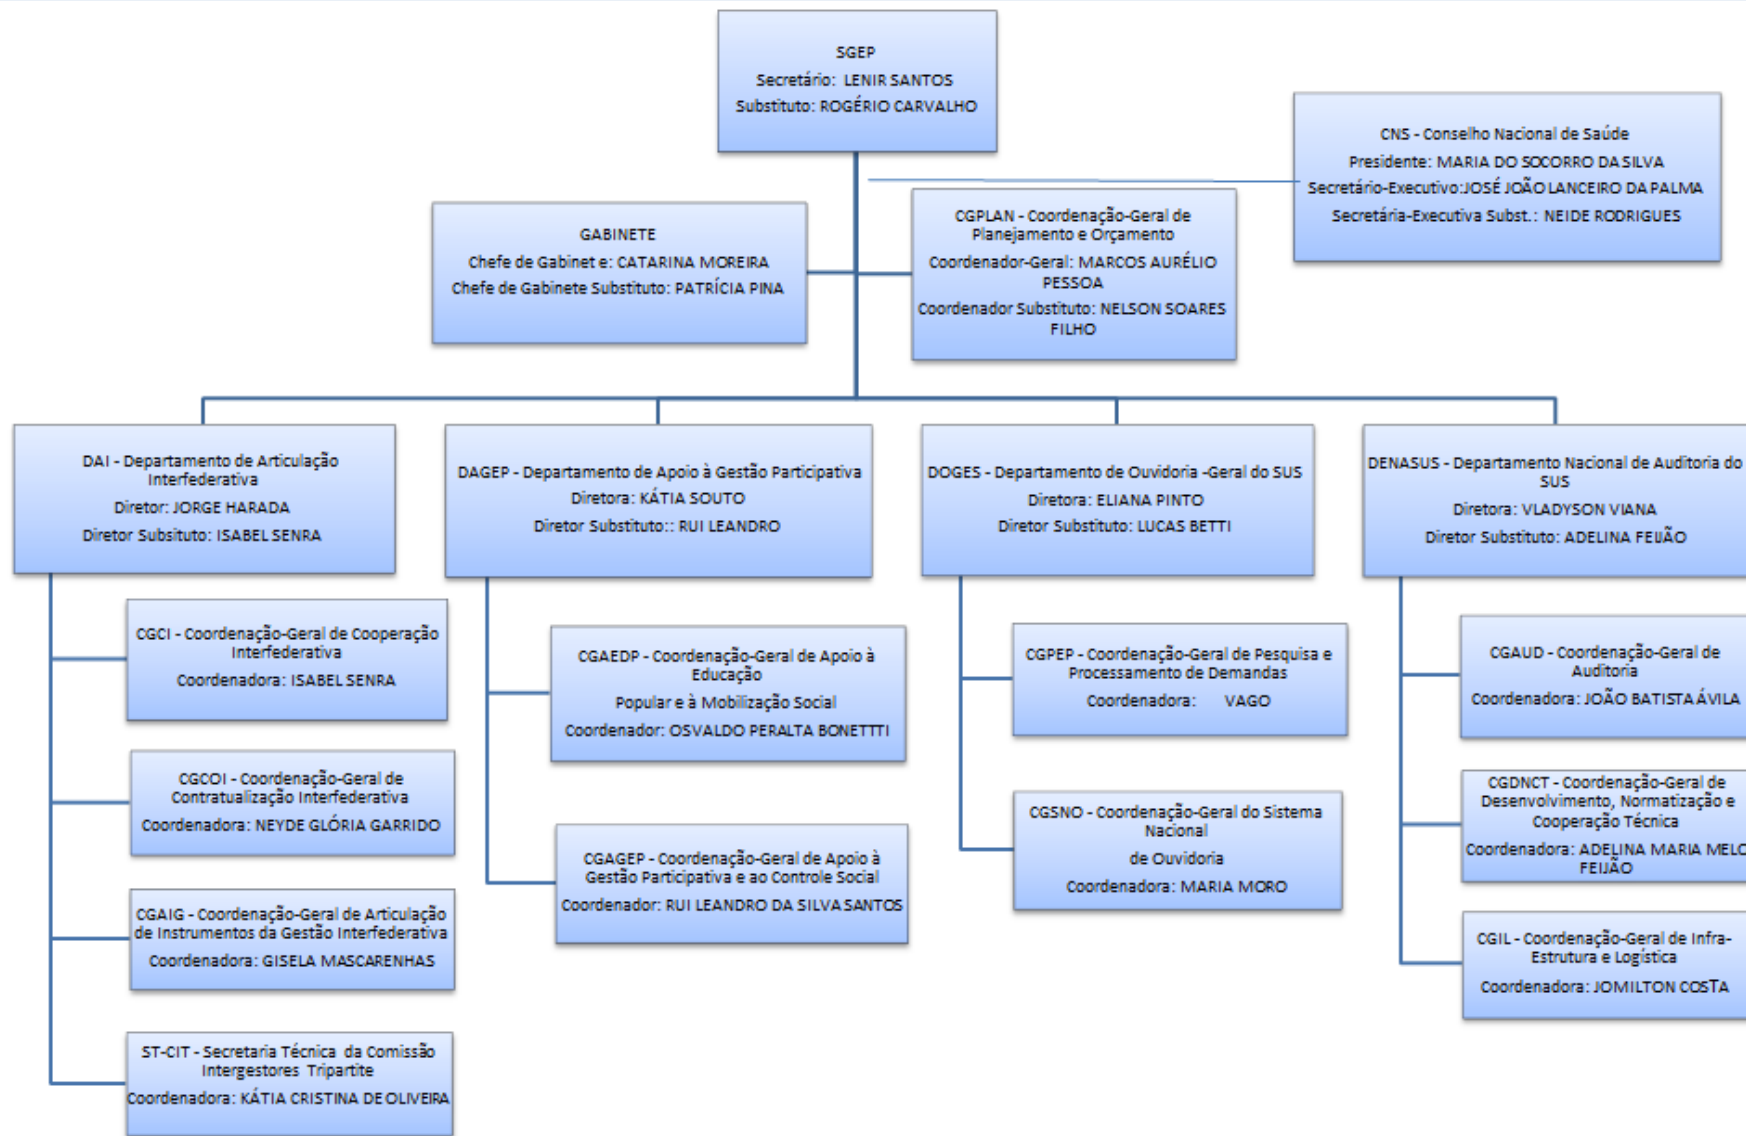 SGEP
Secretário: LENIR SANTOS
Substituto: ROGÉRIO CARVALHO
CNS - Conselho Nacional de Saúde
Presidente: MARIA DO SOCORRO DA SILVA
Secretário-Executivo:JOSÉ JOÃO LANCEIRO DA PALMA
Secretária-Executiva Subst.: NEIDE RODRIGUES
GABINETE
Chefe de Gabinet e: CATARINA MOREIRA
Chefe de Gabinete Substituto: PATRÍCIA PINA
CGPLAN - Coordenação-Geral de
Planejamento e Orçamento
Coordenador-Geral: MARCOS AURÉLIO
PESSOA
Coordenador Substituto: NELSON SOARES
FILHO
DAI - Departamento de Articulação
Interfederativa
Diretor: JORGE HARADA
Diretor Subsituto: ISABEL SENRA
DAGEP - Departamento de Apoio à Gestão Participativa
Diretora: KÁTIA SOUTO
Diretor Substituto:: RUI LEANDRO
DOGES - Departamento de Ouvidoria -Geral do SUS
Diretora: ELIANA PINTO
Diretor Substituto: LUCAS BETTI
DENASUS - Departamento Nacional de Auditoria do
SUS
Diretora: VLADYSON VIANA
Diretor Substituto: ADELINA FEIJÃO
CGCI - Coordenação-Geral de Cooperação
Interfederativa
Coordenadora: ISABEL SENRA
CGCOI - Coordenação-Geral de
Contratualização Interfederativa
Coordenadora: NEYDE GLÓRIA GARRIDO
CGAIG - Coordenação-Geral de Articulação
de Instrumentos da Gestão Interfederativa
Coordenadora: GISELA MASCARENHAS
ST-CIT - Secretaria Técnica da Comissão
Intergestores Tripartite
Coordenadora: KÁTIA CRISTINA DE OLIVEIRA
CGAEDP - Coordenação-Geral de Apoio à
Educação
Popular e à Mobilização Social
Coordenador: OSVALDO PERALTA BONETTTI
CGAGEP - Coordenação-Geral de Apoio à
Gestão Participativa e ao Controle Social
Coordenador: RUI LEANDRO DA SILVA SANTOS
CGPEP - Coordenação-Geral de Pesquisa e
Processamento de Demandas
Coordenadora: VAGO
CGSNO - Coordenação-Geral do Sistema
Nacional
de Ouvidoria
Coordenadora: MARIA MORO
CGAUD - Coordenação-Geral de
Auditoria
Coordenadora: JOÃO BATISTA ÁVILA
CGDNCT - Coordenação-Geral de
Desenvolvimento, Normatização e
Cooperação Técnica
Coordenadora: ADELINA MARIA MELO
FEIJÃO
CGIL - Coordenação-Geral de Infra-
Estrutura e Logística
Coordenadora: JOMILTON COSTA